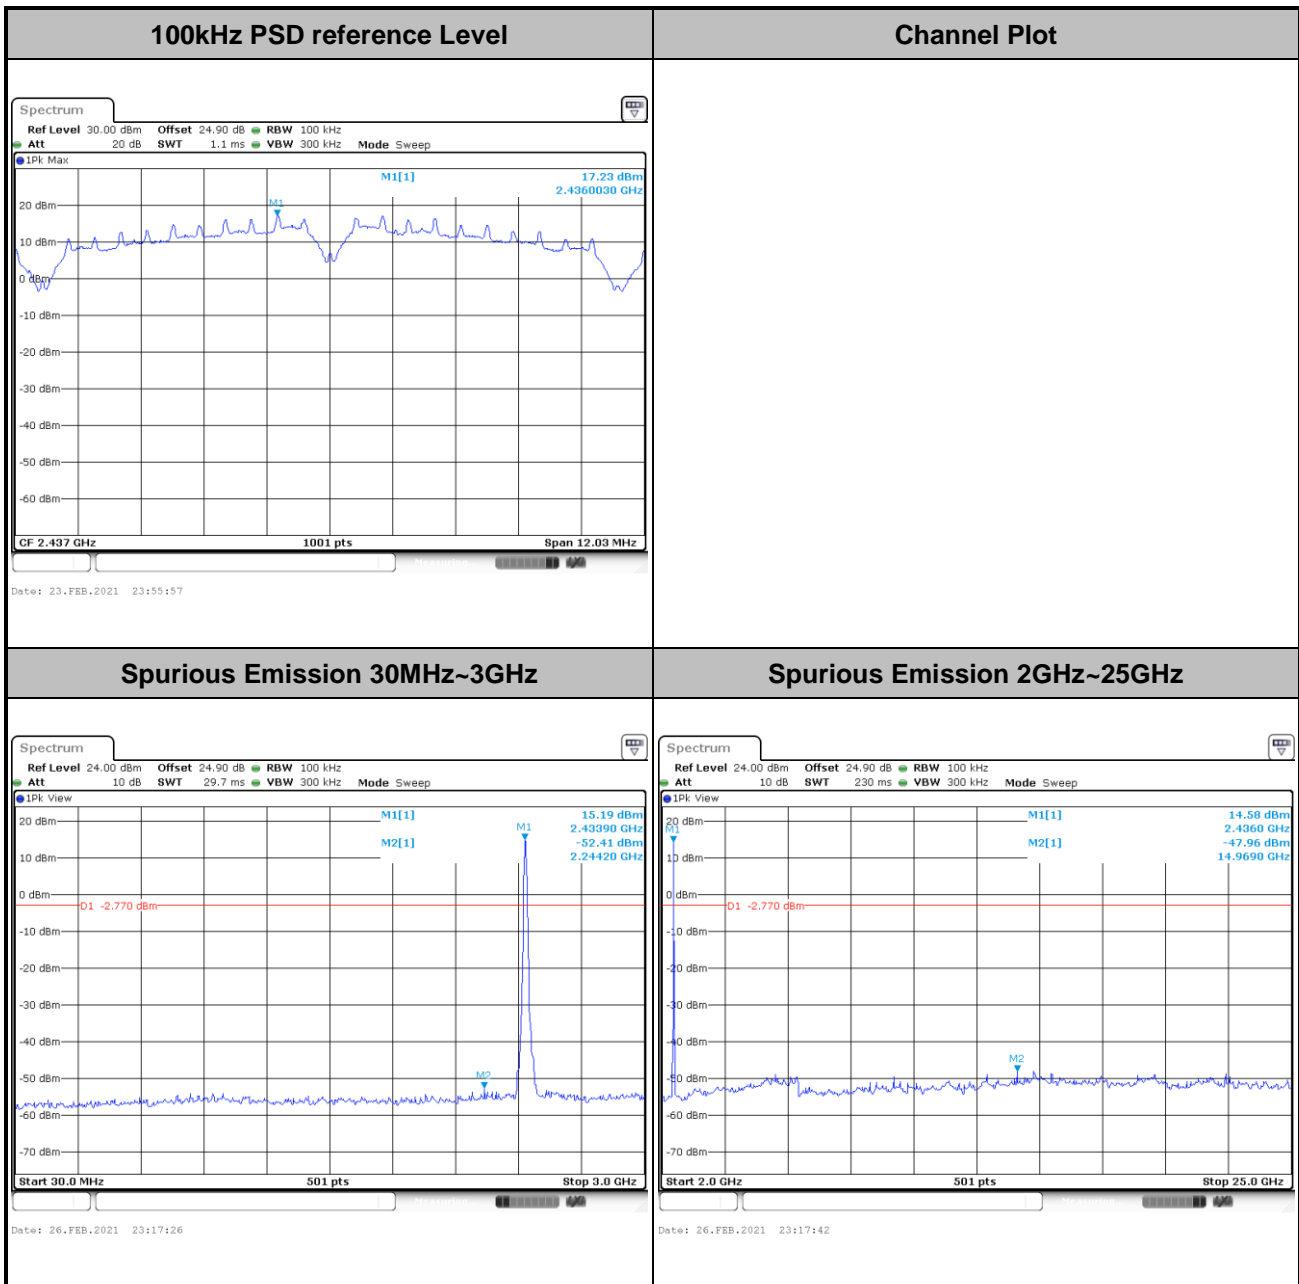 100kHz PSD reference Level
Channel Plot
Spectrum
Ref Level 30.00 dBm Offset 24.90 dB RBW 100 kHz
Att 20 dB SWT 1.1 ms VBW 300 kHz Mode Sweep
1Pk Max
M1[1] 17.23 dBm
2.4360030 GHz
M1
20 dBm
10 dBm
0 dBm
-10 dBm
-20 dBm
-30 dBm
-40 dBm
-50 dBm
-60 dBm
CF 2.437 GHz 1001 pts Span 12.03 MHz
Measuring...
Date: 23.FEB.2021 23:55:57
Spurious Emission 30MHz~3GHz
Spurious Emission 2GHz~25GHz
Spectrum
Ref Level 24.00 dBm Offset 24.90 dB RBW 100 kHz
Att 10 dB SWT 29.7 ms VBW 300 kHz Mode Sweep
1Pk View
M1[1] 15.19 dBm
2.43390 GHz
M2[1] -52.41 dBm
2.24420 GHz
M1
20 dBm
10 dBm
0 dBm
D1 -2.770 dBm
-10 dBm
-20 dBm
-30 dBm
-40 dBm
-50 dBm
M2
-60 dBm
-70 dBm
Start 30.0 MHz 501 pts Stop 3.0 GHz
Measuring...
Date: 26.FEB.2021 23:17:26
Spectrum
Ref Level 24.00 dBm Offset 24.90 dB RBW 100 kHz
Att 10 dB SWT 230 ms VBW 300 kHz Mode Sweep
1Pk View
M1[1] 14.58 dBm
2.4360 GHz
M2[1] -47.96 dBm
14.9690 GHz
20 dBm
M1
10 dBm
0 dBm
D1 -2.770 dBm
-10 dBm
-20 dBm
-30 dBm
-40 dBm
M2
-50 dBm
-60 dBm
-70 dBm
Start 2.0 GHz 501 pts Stop 25.0 GHz
Measuring...
Date: 26.FEB.2021 23:17:42